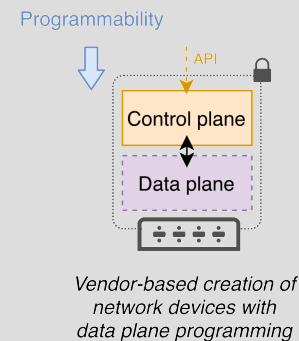 Programmability
API
Control plane
Data plane
Vendor-based creation of
network devices with
data plane programming